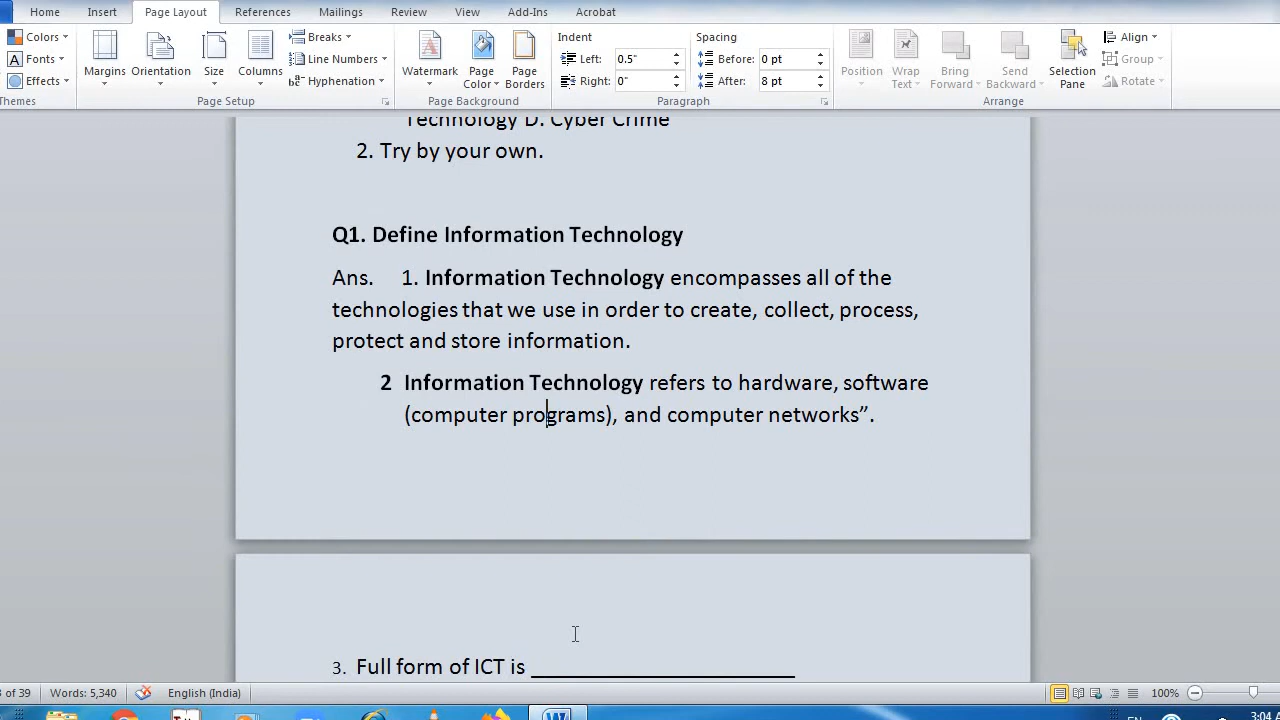 Home Insert Page Layout References Mailings Review View Add-Ins Acrobat
Colors Breaks Indent Spacing Align
Fonts Line Numbers Left: 0.5" Before: 0 pt Group
Effects Margins Orientation Size Columns Hyphenation Watermark Page Color Page Borders Right: 0" After: 8 pt Position Wrap Text Bring Forward Send Backward Selection Pane Rotate
Themes Page Setup Page Background Paragraph Arrange
Technology D. Cyber Crime
2. Try by your own.
Q1. Define Information Technology
Ans. 1. Information Technology encompasses all of the
technologies that we use in order to create, collect, process,
protect and store information.
2 Information Technology refers to hardware, software
(computer programs), and computer networks”.
3. Full form of ICT is
of 39 Words: 5,340 English (India) 100%
EN